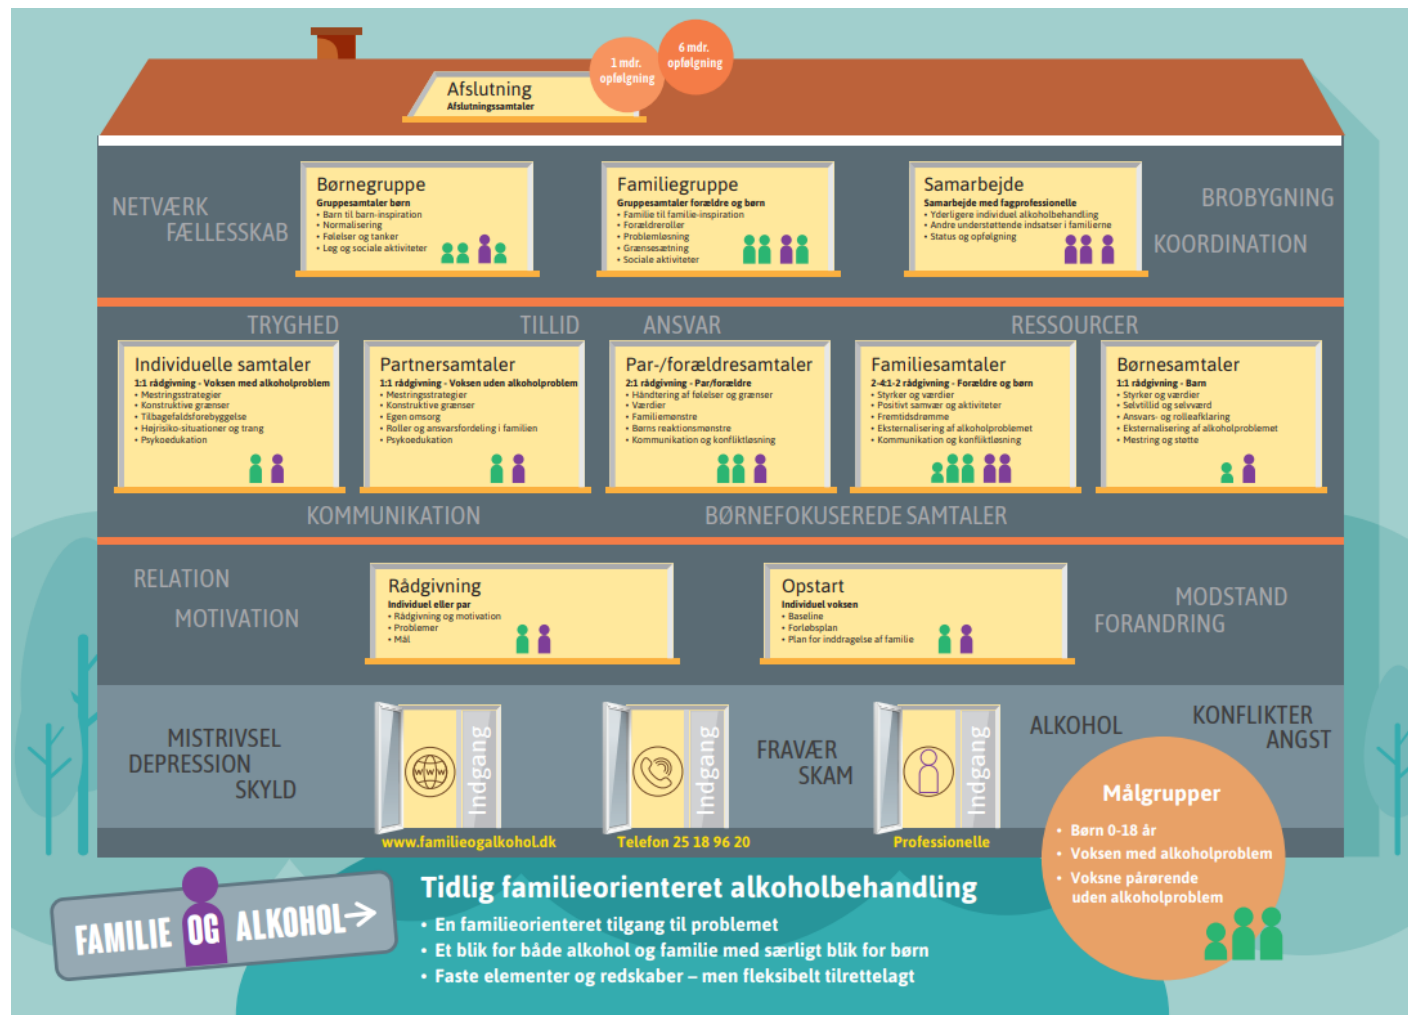 1 mdr.
opfølgning
6 mdr.
opfølgning
Afslutning
Afslutningssamtaler
NETVÆRK
FÆLLESSKAB
Børnegruppe
Gruppesamtaler børn
• Barn til barn-inspiration
• Normalisering
• Følelser og tanker
• Leg og sociale aktiviteter
Familiegruppe
Gruppesamtaler forældre og børn
• Familie til familie-inspiration
• Forældreroller
• Problemløsning
• Grænsesætning
• Sociale aktiviteter
Samarbejde
Samarbejde med fagprofessionelle
• Yderligere individuel alkoholbehandling
• Andre understøttende indsatser i familierne
• Status og opfølgning
BROBYGNING
KOORDINATION
TRYGHED
TILLID
ANSVAR
RESSOURCER
Individuelle samtaler
1:1 rådgivning - Voksen med alkoholproblem
• Mestringsstrategier
• Konstruktive grænser
• Tilbagefaldsforebyggelse
• Højrisiko-situationer og trang
• Psykoedukation
Partnersamtaler
1:1 rådgivning - Voksen uden alkoholproblem
• Mestringsstrategier
• Konstruktive grænser
• Egen omsorg
• Roller og ansvarsfordeling i familien
• Psykoedukation
Par-/forældresamtaler
2:1 rådgivning - Par/forældre
• Håndtering af følelser og grænser
• Værdier
• Familiemønstre
• Børns reaktionsmønstre
• Kommunikation og konfliktløsning
Familiesamtaler
2-4:1-2 rådgivning - Forældre og børn
• Styrker og værdier
• Positivt samvær og aktiviteter
• Fremtidsdrømme
• Eksternalisering af alkoholproblemet
• Kommunikation og konfliktløsning
Børnesamtaler
1:1 rådgivning - Barn
• Styrker og værdier
• Selvtillid og selvværd
• Ansvars- og rolleafklaring
• Eksternalisering af alkoholproblemet
• Mestring og støtte
KOMMUNIKATION
BØRNEFOKUSEREDE SAMTALER
RELATION
MOTIVATION
Rådgivning
Individuel eller par
• Rådgivning og motivation
• Problemer
• Mål
Opstart
Individuel voksen
• Baseline
• Forløbsplan
• Plan for inddragelse af familie
MODSTAND
FORANDRING
MISTRIVSEL
DEPRESSION
SKYLD
WWW
Indgang
www.familieogalkohol.dk
Indgang
Telefon 25 18 96 20
FRAVÆR
SKAM
Indgang
Professionelle
ALKOHOL
KONFLIKTER
ANGST
Målgrupper
• Børn 0-18 år
• Voksen med alkoholproblem
• Voksne pårørende
uden alkoholproblem
FAMILIE OG ALKOHOL
Tidlig familieorienteret alkoholbehandling
• En familieorienteret tilgang til problemet
• Et blik for både alkohol og familie med særligt blik for børn
• Faste elementer og redskaber – men fleksibelt tilrettelagt